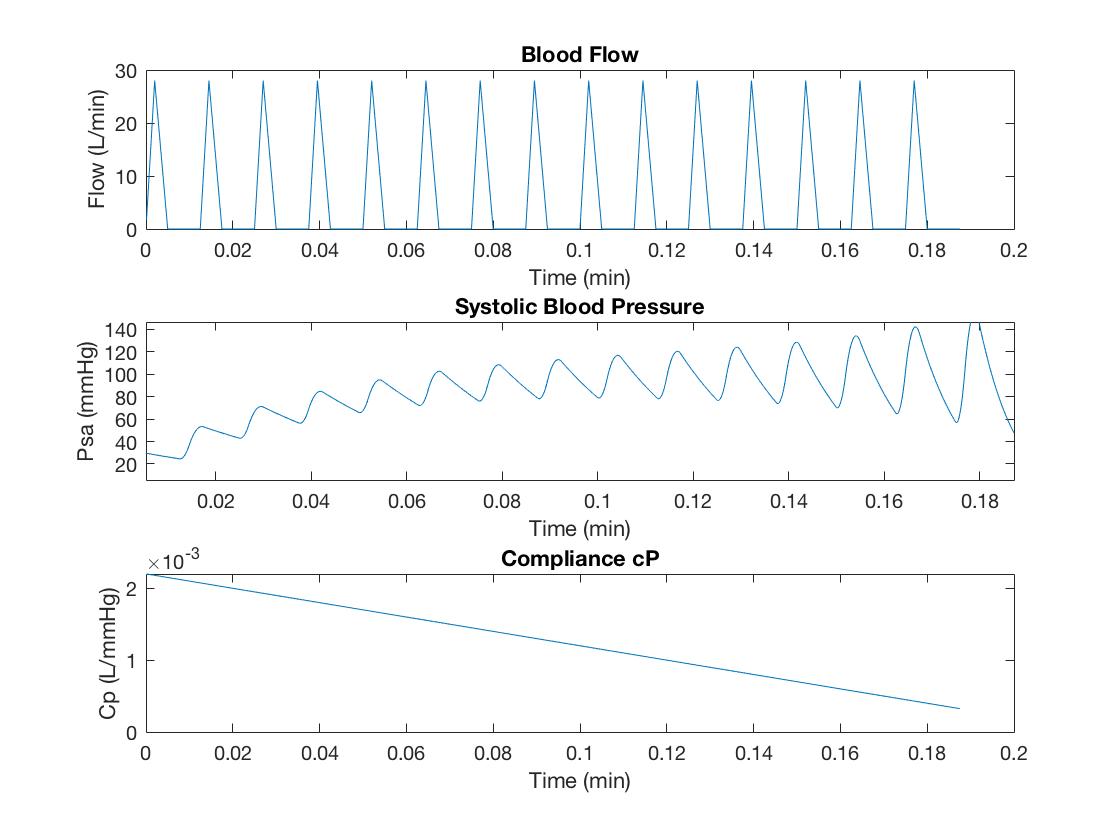 Blood Flow
30
20
10
0
Flow (L/min)
0 0.02 0.04 0.06 0.08 0.1 0.12 0.14 0.16 0.18 0.2
Time (min)
Systolic Blood Pressure
140
120
100
80
60
40
20
Psa (mmHg)
0.02 0.04 0.06 0.08 0.1 0.12 0.14 0.16 0.18
Time (min)
Compliance cP
×10⁻³
2
1
0
Cp (L/mmHg)
0 0.02 0.04 0.06 0.08 0.1 0.12 0.14 0.16 0.18 0.2
Time (min)